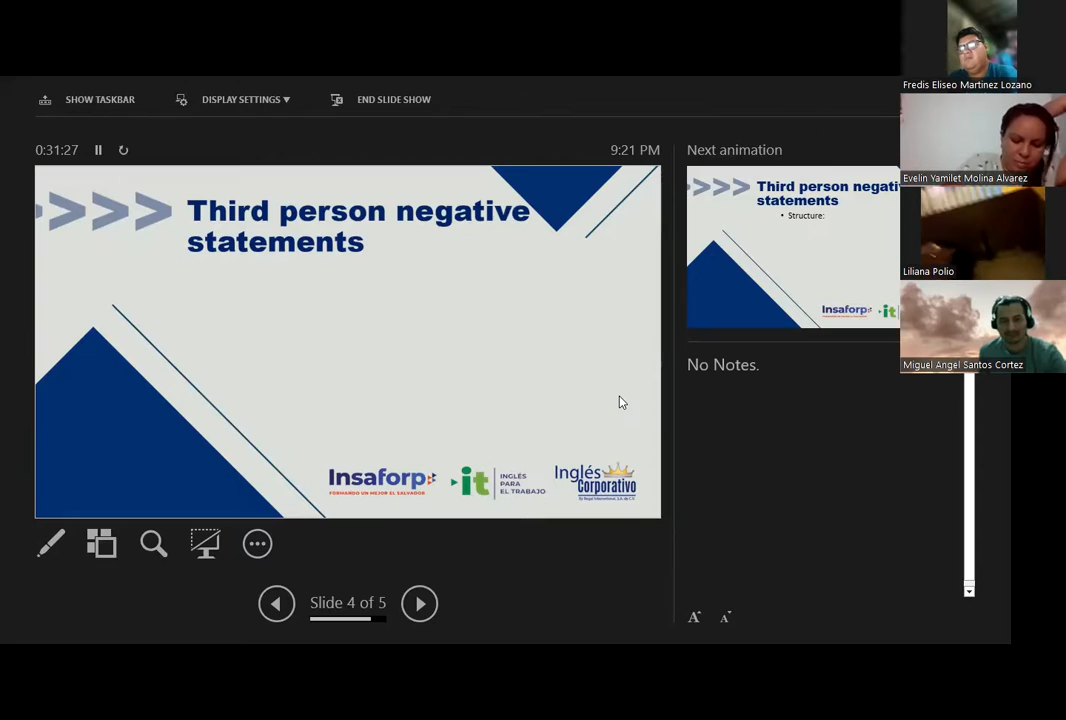 SHOW TASKBAR
DISPLAY SETTINGS ▼
END SLIDE SHOW
0:31:27
9:21 PM
Third person negative
statements
Insaforp
FORMANDO UN MEJOR EL SALVADOR
it
INGLÉS
PARA
EL TRABAJO
Inglés
Corporativo
Slide 4 of 5
Next animation
Third person negati
statements
• Structure:
Insaforp
it
No Notes.
A
A
Fredis Eliseo Martinez Lozano
Evelin Yamilet Molina Alvarez
Liliana Polio
Miguel Angel Santos Cortez